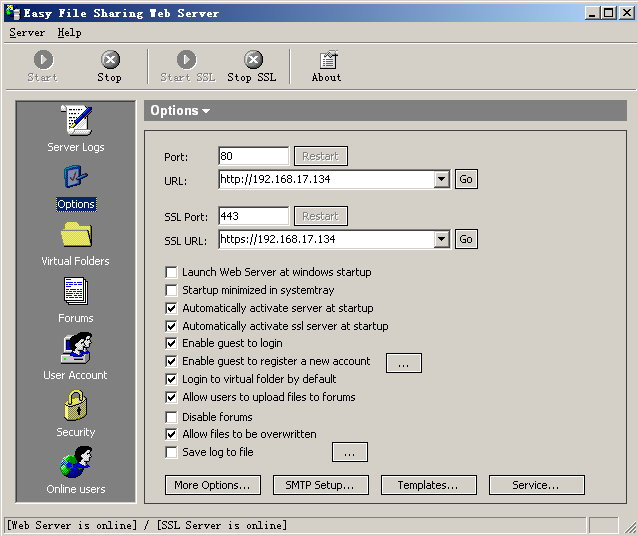 Easy File Sharing Web Server
Server Help
Start Stop Start SSL Stop SSL About
Server Logs
Options
Virtual Folders
Forums
User Account
Security
Online users
Options
Port: 80 Restart
URL: http://192.168.17.134 Go
SSL Port: 443 Restart
SSL URL: https://192.168.17.134 Go
Launch Web Server at windows startup
Startup minimized in systemtray
Automatically activate server at startup
Automatically activate ssl server at startup
Enable guest to login
Enable guest to register a new account ...
Login to virtual folder by default
Allow users to upload files to forums
Disable forums
Allow files to be overwritten
Save log to file ...
More Options... SMTP Setup... Templates... Service...
[Web Server is online] / [SSL Server is online]